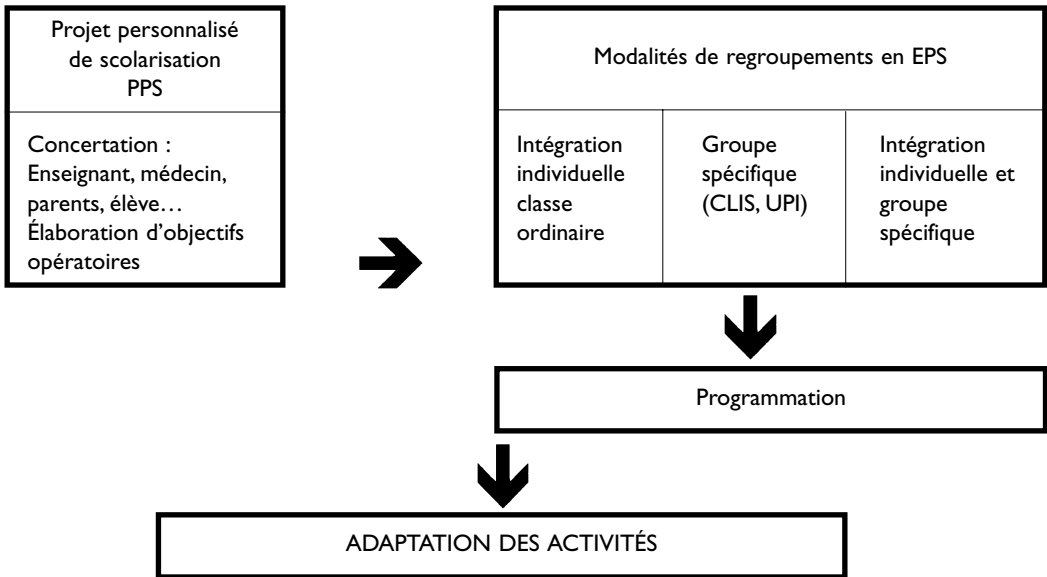 Projet personnalisé
de scolarisation
PPS
Concertation :
Enseignant, médecin,
parents, élève…
Élaboration d’objectifs
opératoires
Modalités de regroupements en EPS
Intégration
individuelle
classe
ordinaire
Groupe
spécifique
(CLIS, UPI)
Intégration
individuelle et
groupe
spécifique
Programmation
ADAPTATION DES ACTIVITÉS